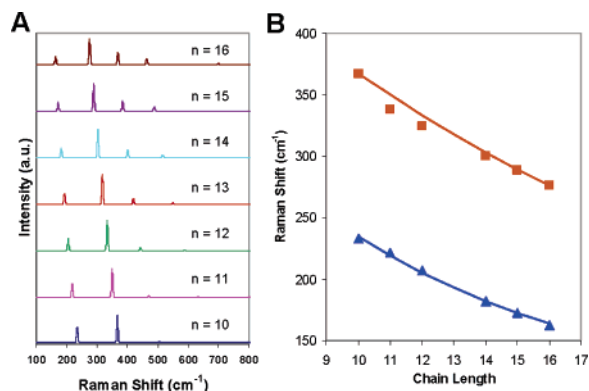 A
n = 16
n = 15
n = 14
n = 13
n = 12
n = 11
n = 10
Intensity (a.u.)
100 200 300 400 500 600 700 800
Raman Shift (cm⁻¹)
B
400
350
300
250
200
150
Raman Shift (cm⁻¹)
9 10 11 12 13 14 15 16 17
Chain Length